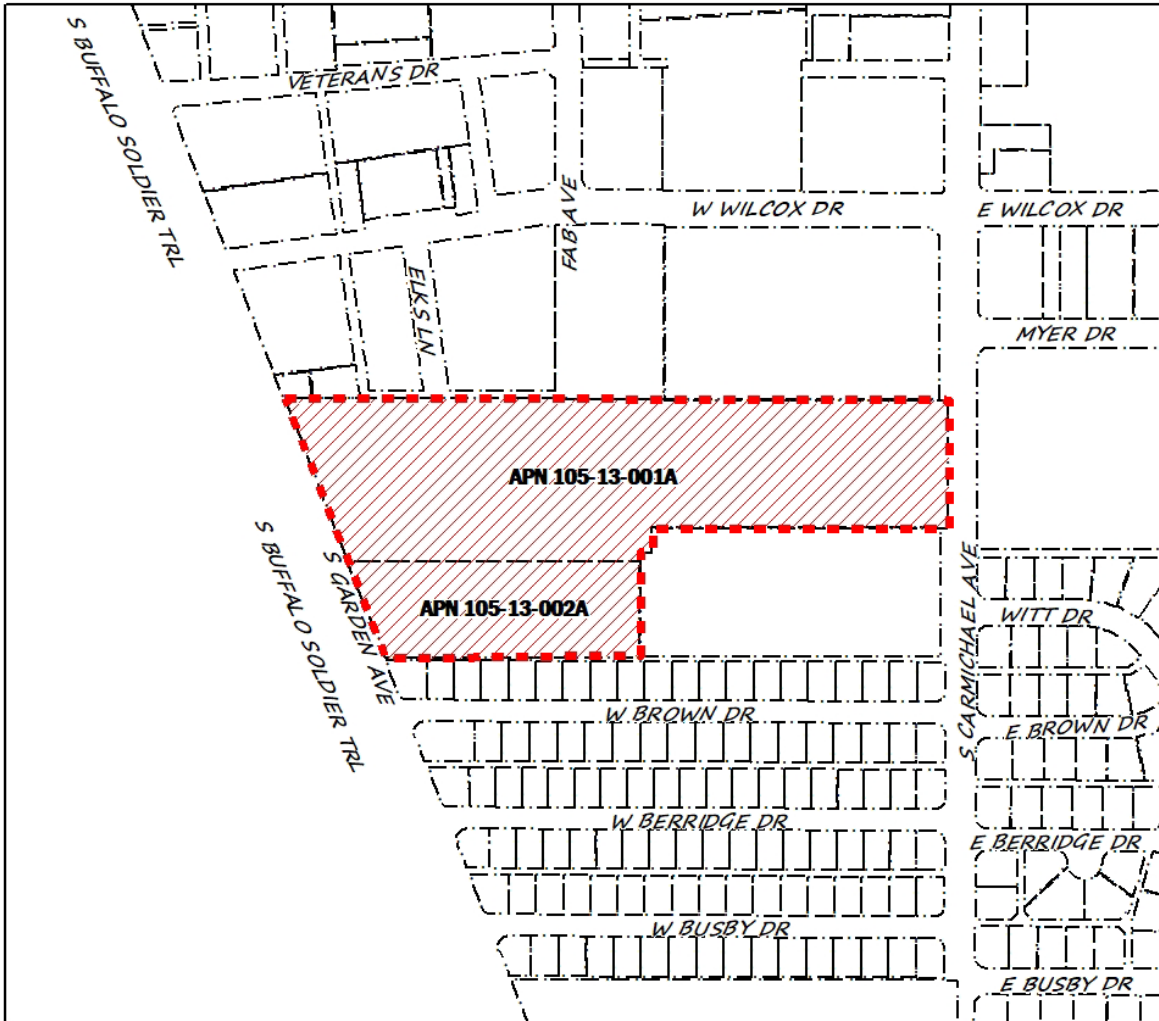 S BUFFALO SOLDIER TRL
VETERANS DR
FAB AVE
W WILCOX DR
E WILCOX DR
ELKS LN
MYER DR
APN 105-13-001A
S BUFFALO SOLDIER TRL
S GARDEN AVE
APN 105-13-002A
S CARMICHAEL AVE
WITT DR
W BROWN DR
E BROWN DR
W BERRIDGE DR
E BERRIDGE DR
W BUSBY DR
E BUSBY DR